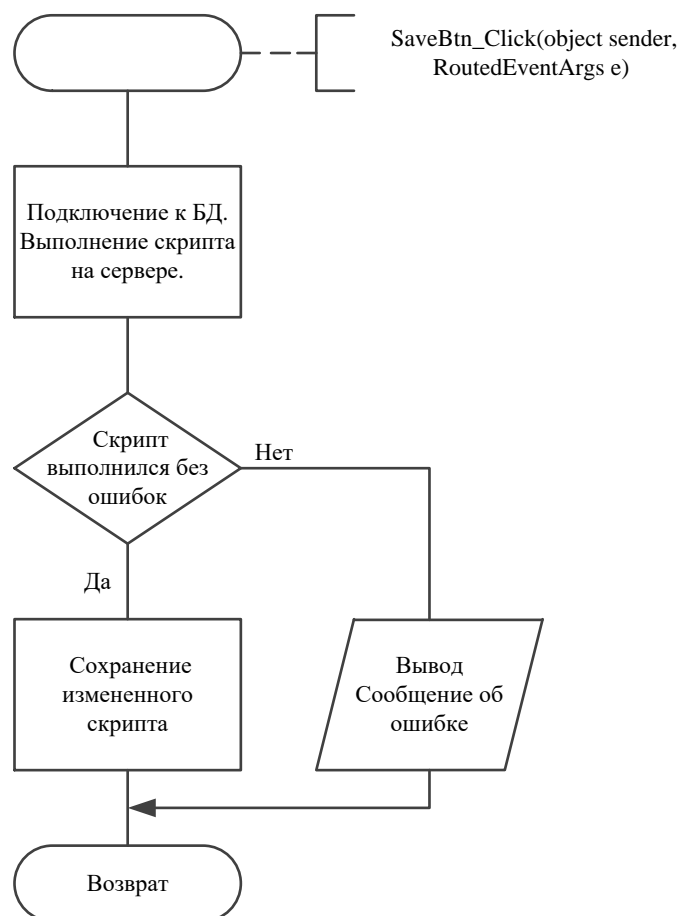 SaveBtn_Click(object sender,
RoutedEventArgs e)
Подключение к БД.
Выполнение скрипта
на сервере.
Скрипт
выполнился без
ошибок
Нет
Да
Сохранение
измененного
скрипта
Вывод
Сообщение об
ошибке
Возврат